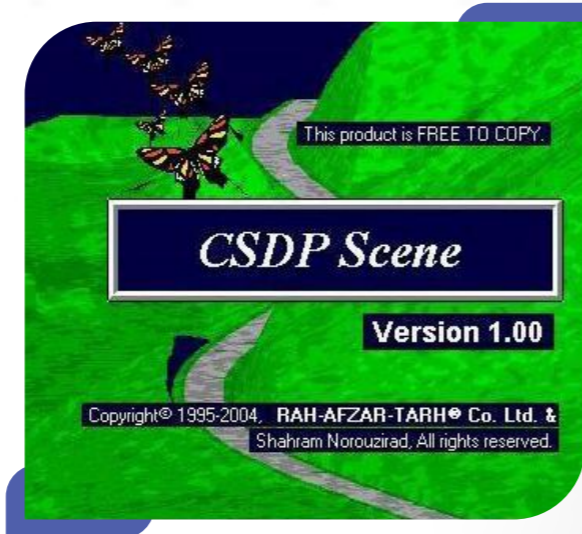 This product is FREE TO COPY.
CSDP Scene
Version 1.00
Copyright© 1995-2004, RAH-AFZAR-TARH® Co. Ltd. &
Shahram Norouzirad, All rights reserved.